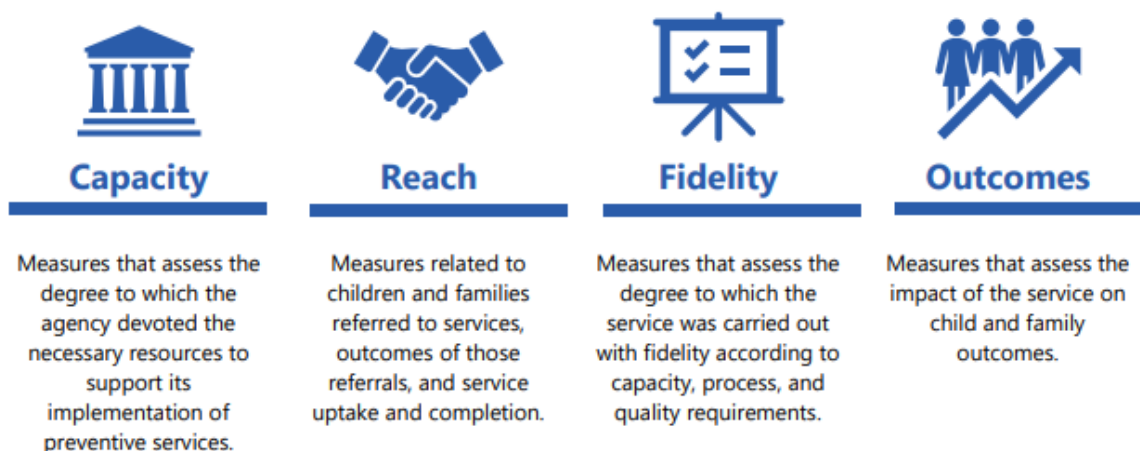 Capacity
Measures that assess the
degree to which the
agency devoted the
necessary resources to
support its
implementation of
preventive services.
Reach
Measures related to
children and families
referred to services,
outcomes of those
referrals, and service
uptake and completion.
Fidelity
Measures that assess the
degree to which the
service was carried out
with fidelity according to
capacity, process, and
quality requirements.
Outcomes
Measures that assess the
impact of the service on
child and family
outcomes.